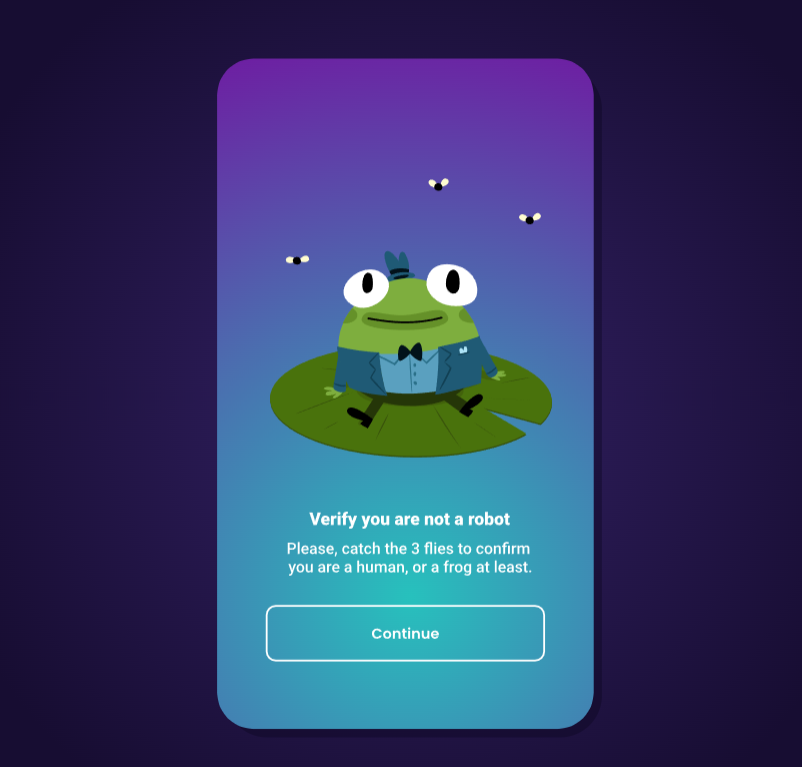 Verify you are not a robot
Please, catch the 3 flies to confirm
you are a human, or a frog at least.
Continue